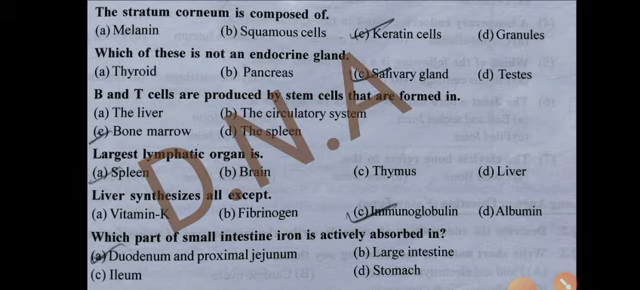 The stratum corneum is composed of.
(a) Melanin (b) Squamous cells (c) Keratin cells (d) Granules
Which of these is not an endocrine gland.
(a) Thyroid (b) Pancreas (c) Salivary gland (d) Testes
B and T cells are produced by stem cells that are formed in.
(a) The liver (b) The circulatory system
(c) Bone marrow (d) The spleen
Largest lymphatic organ is.
(a) Spleen (b) Brain (c) Thymus (d) Liver
Liver synthesizes all except.
(a) Vitamin-K (b) Fibrinogen (c) Immunoglobulin (d) Albumin
Which part of small intestine iron is actively absorbed in?
(a) Duodenum and proximal jejunum (b) Large intestine
(c) Ileum (d) Stomach
D.N.A